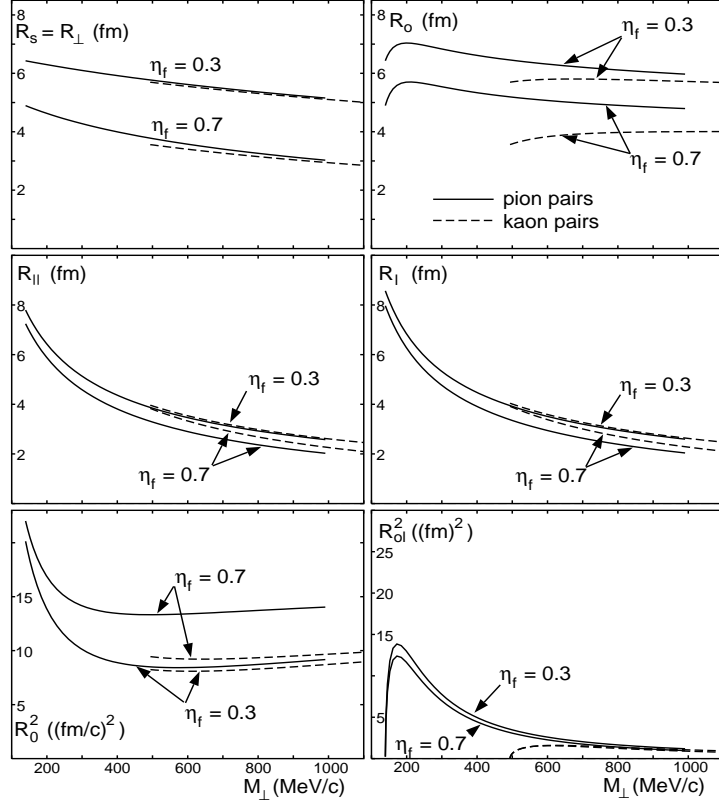 R_s = R_⊥ (fm)
η_f = 0.3
η_f = 0.7
8
6
4
2
R_o (fm)
η_f = 0.3
η_f = 0.7
pion pairs
kaon pairs
8
6
4
2
R_|| (fm)
η_f = 0.3
η_f = 0.7
8
6
4
2
R_l (fm)
η_f = 0.3
η_f = 0.7
8
6
4
2
η_f = 0.7
η_f = 0.3
R_0^2 ((fm/c)^2)
15
10
5
200 400 600 800 1000
M_⊥ (MeV/c)
R_ol^2 ((fm)^2)
η_f = 0.3
η_f = 0.7
25
20
15
10
5
200 400 600 800 1000
M_⊥ (MeV/c)